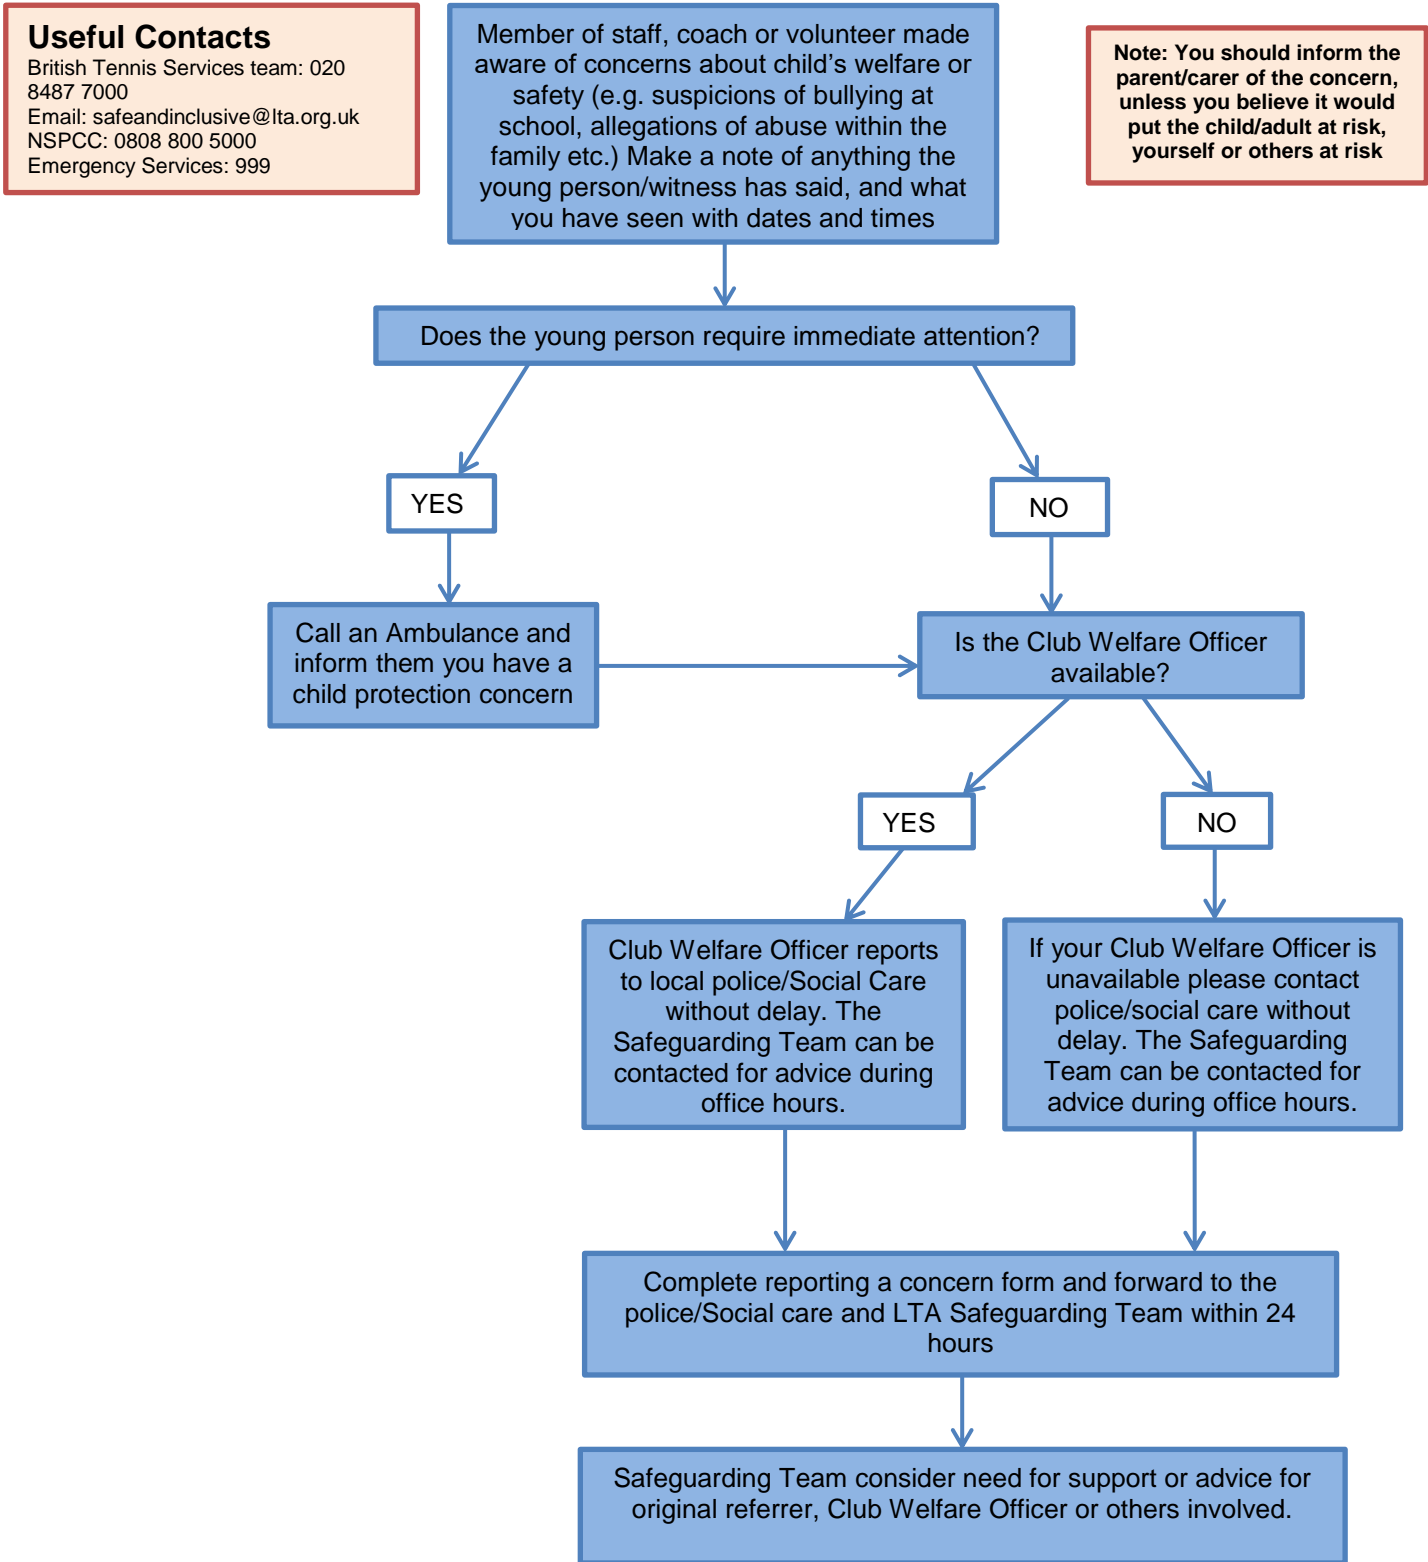 Useful Contacts
British Tennis Services team: 020
8487 7000
Email: safeandinclusive@lta.org.uk
NSPCC: 0808 800 5000
Emergency Services: 999
Member of staff, coach or volunteer made
aware of concerns about child’s welfare or
safety (e.g. suspicions of bullying at
school, allegations of abuse within the
family etc.) Make a note of anything the
young person/witness has said, and what
you have seen with dates and times
Note: You should inform the
parent/carer of the concern,
unless you believe it would
put the child/adult at risk,
yourself or others at risk
Does the young person require immediate attention?
YES
NO
Call an Ambulance and
inform them you have a
child protection concern
Is the Club Welfare Officer
available?
YES
NO
Club Welfare Officer reports
to local police/Social Care
without delay. The
Safeguarding Team can be
contacted for advice during
office hours.
If your Club Welfare Officer is
unavailable please contact
police/social care without
delay. The Safeguarding
Team can be contacted for
advice during office hours.
Complete reporting a concern form and forward to the
police/Social care and LTA Safeguarding Team within 24
hours
Safeguarding Team consider need for support or advice for
original referrer, Club Welfare Officer or others involved.